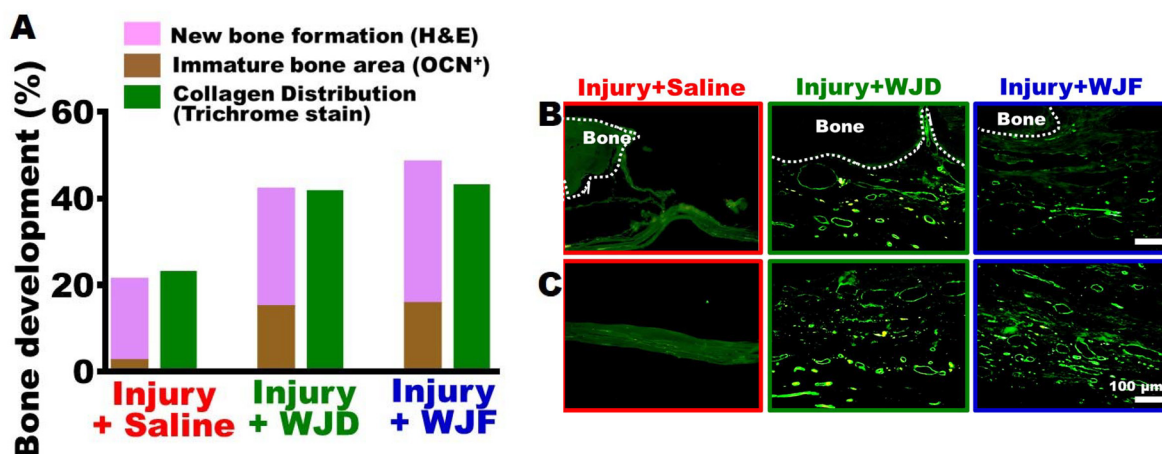 A
New bone formation (H&E)
Immature bone area (OCN⁺)
Collagen Distribution
(Trichrome stain)
Bone development (%)
60
40
20
0
Injury
+ Saline
Injury
+ WJD
Injury
+ WJF
Injury+Saline
Injury+WJD
Injury+WJF
B
Bone
Bone
Bone
C
100 µm